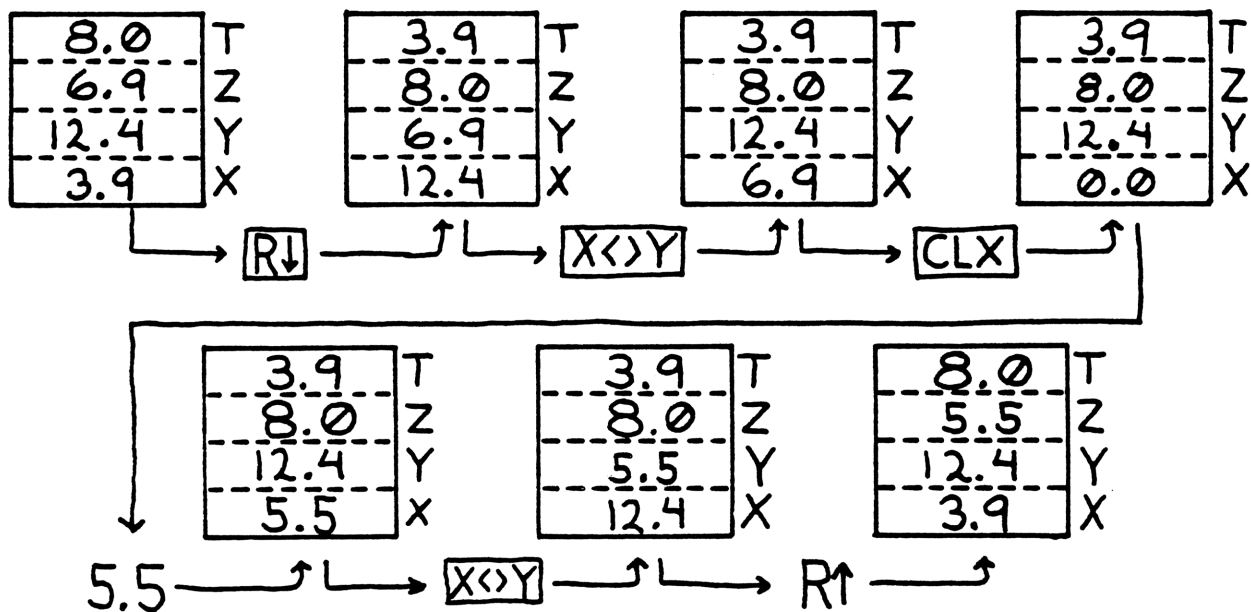 8.0 T 3.9 T 3.9 T 3.9 T
6.9 Z 8.0 Z 8.0 Z 8.0 Z
12.4 Y 6.9 Y 12.4 Y 12.4 Y
3.9 X 12.4 X 6.9 X 0.0 X
R↓ X<>Y CLX
3.9 T 3.9 T 8.0 T
8.0 Z 8.0 Z 5.5 Z
12.4 Y 5.5 Y 12.4 Y
5.5 X 12.4 X 3.9 X
5.5 X<>Y R↑